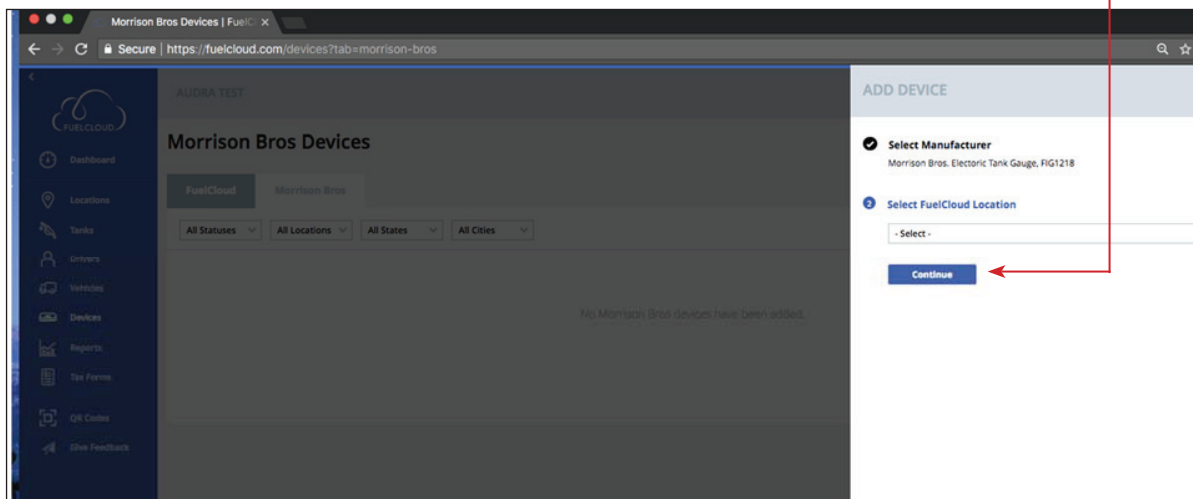 Morrison Bros Devices | FuelCl
Secure | https://fuelcloud.com/devices?tab=morrison-bros
FUELCLOUD
Dashboard
Locations
Tanks
Drivers
Vehicles
Devices
Reports
Tax Forms
QR Codes
Give Feedback
AUDRA TEST
Morrison Bros Devices
FuelCloud Morrison Bros
All Statuses All Locations All States All Cities
No Morrison Bros devices have been added.
ADD DEVICE
Select Manufacturer
Morrison Bros. Electoric Tank Gauge, FIG1218
2 Select FuelCloud Location
- Select -
Continue